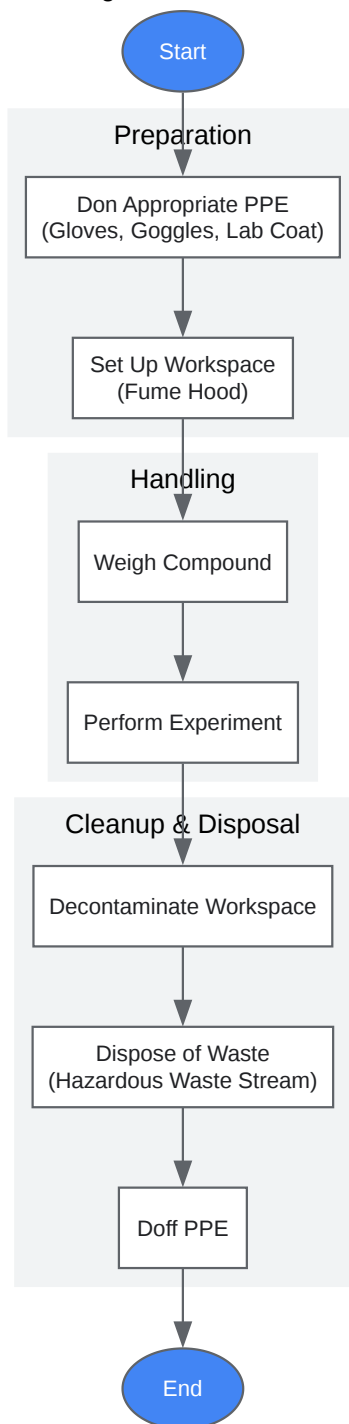 Start
Preparation
Don Appropriate PPE
(Gloves, Goggles, Lab Coat)
Set Up Workspace
(Fume Hood)
Handling
Weigh Compound
Perform Experiment
Cleanup & Disposal
Decontaminate Workspace
Dispose of Waste
(Hazardous Waste Stream)
Doff PPE
End